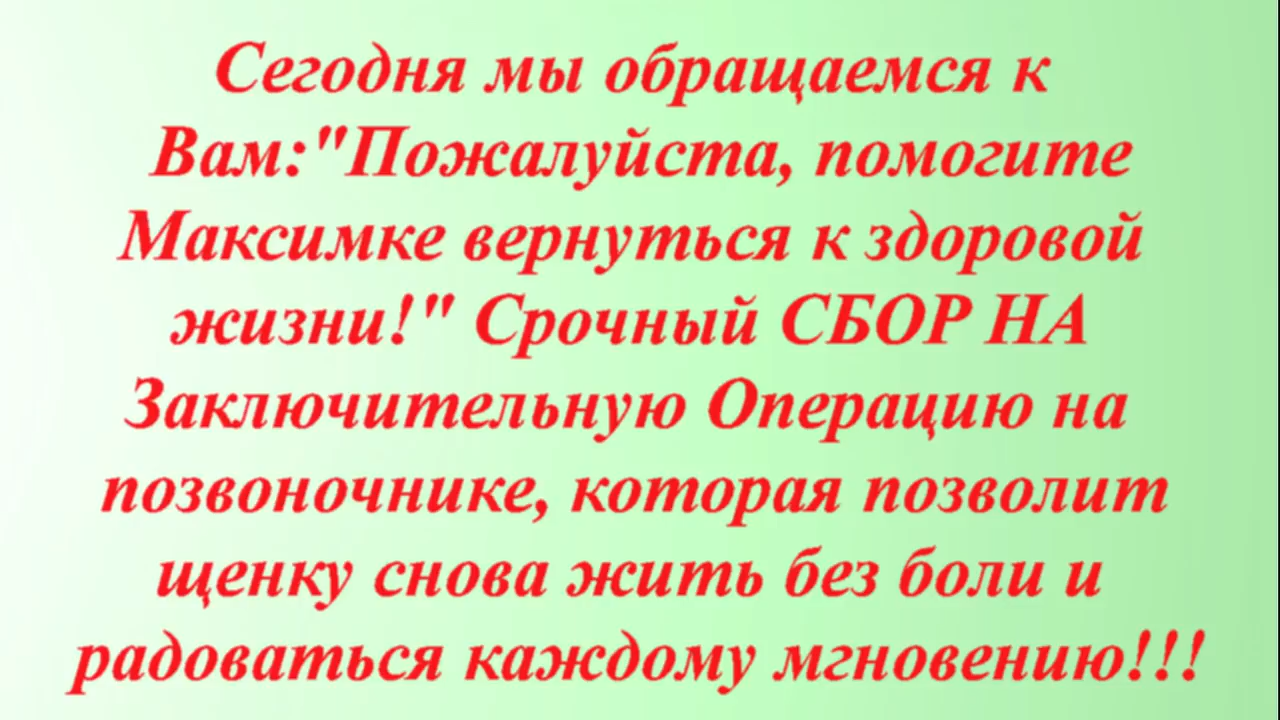 Сегодня мы обращаемся к
Вам:"Пожалуйста, помогите
Максимке вернуться к здоровой
жизни!" Срочный СБОР НА
Заключительную Операцию на
позвоночнике, которая позволит
щенку снова жить без боли и
радоваться каждому мгновению!!!